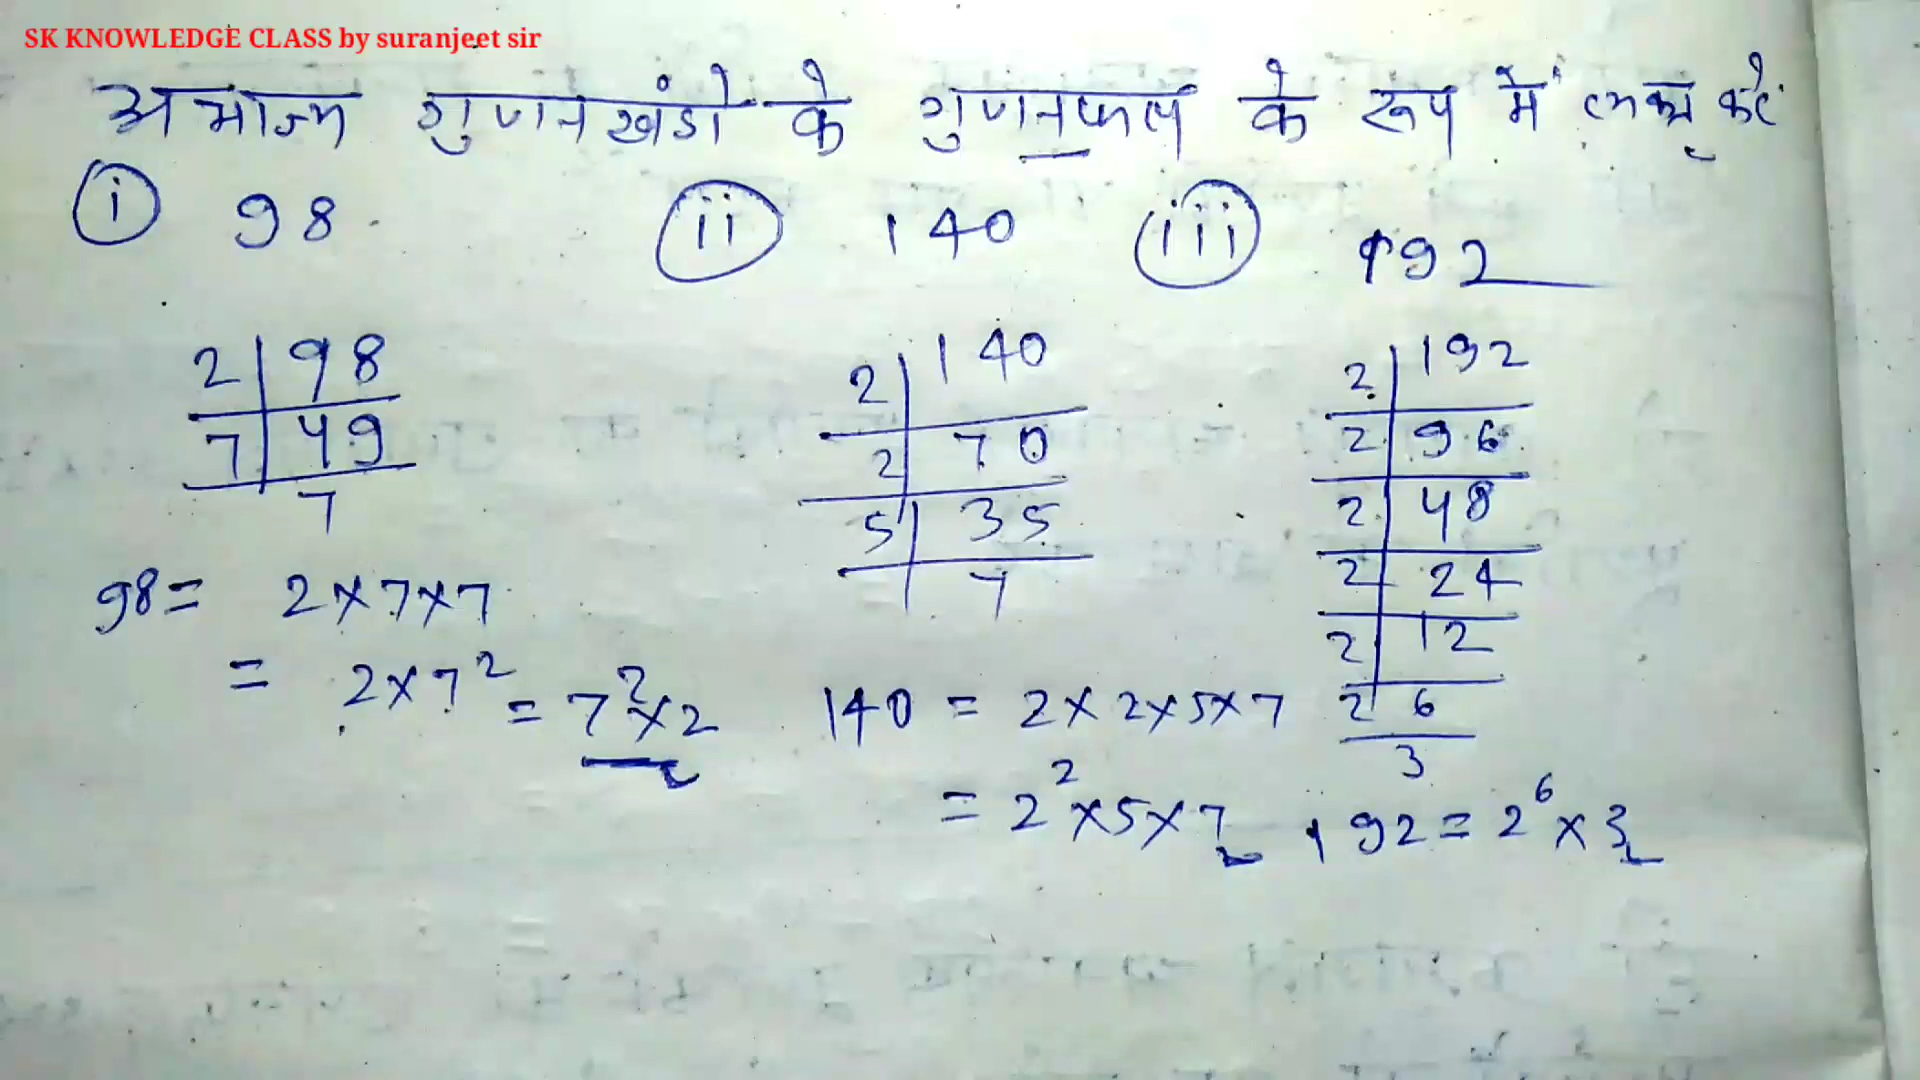 SK KNOWLEDGE CLASS by suranjeet sir
अभाज्य गुणनखंडो के गुणनफल के रूप में व्यक्त करें
(i) 98 (ii) 140 (iii) 192
2 | 98
7 | 49
7
98 = 2×7×7
= 2×7² = 7²×2
2 | 140
2 | 70
5 | 35
7
140 = 2×2×5×7
= 2²×5×7
2 | 192
2 | 96
2 | 48
2 | 24
2 | 12
2 | 6
3
192 = 2⁶×3